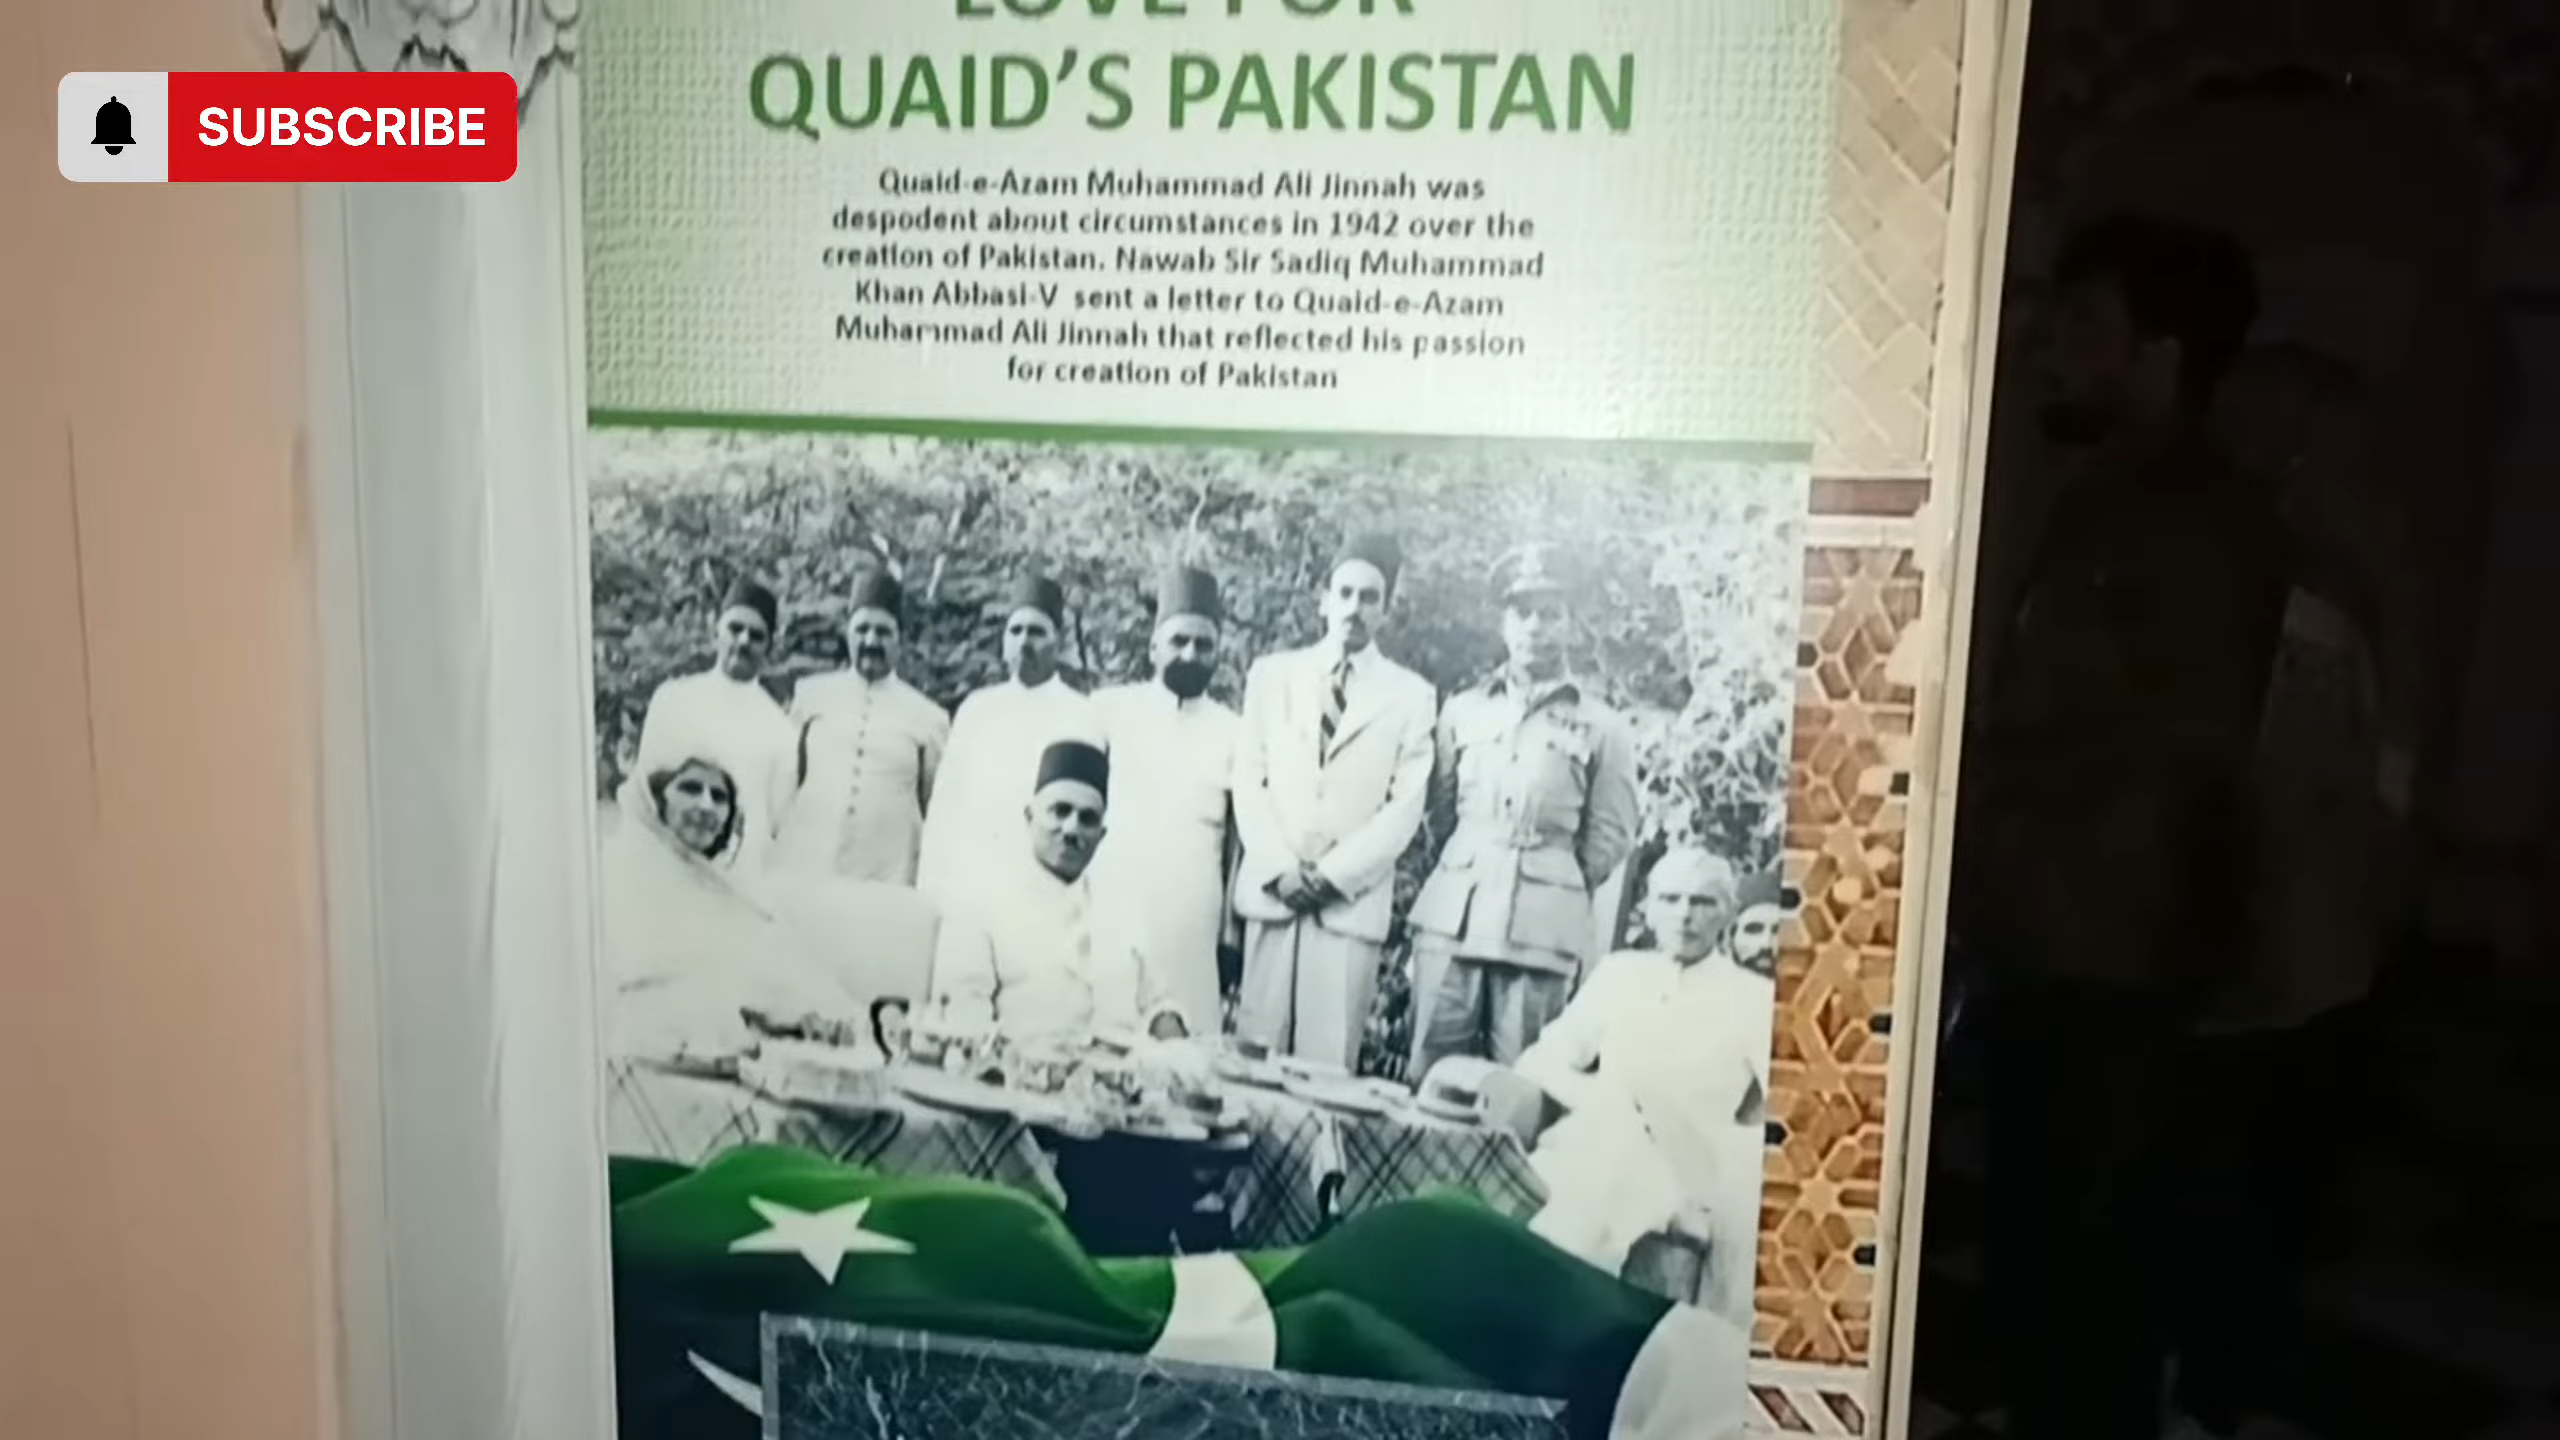 SUBSCRIBE
LOVE FOR
QUAID'S PAKISTAN
Quaid-e-Azam Muhammad Ali Jinnah was
despodent about circumstances in 1942 over the
creation of Pakistan. Nawab Sir Sadiq Muhammad
Khan Abbasi-V sent a letter to Quaid-e-Azam
Muhammad Ali Jinnah that reflected his passion
for creation of Pakistan